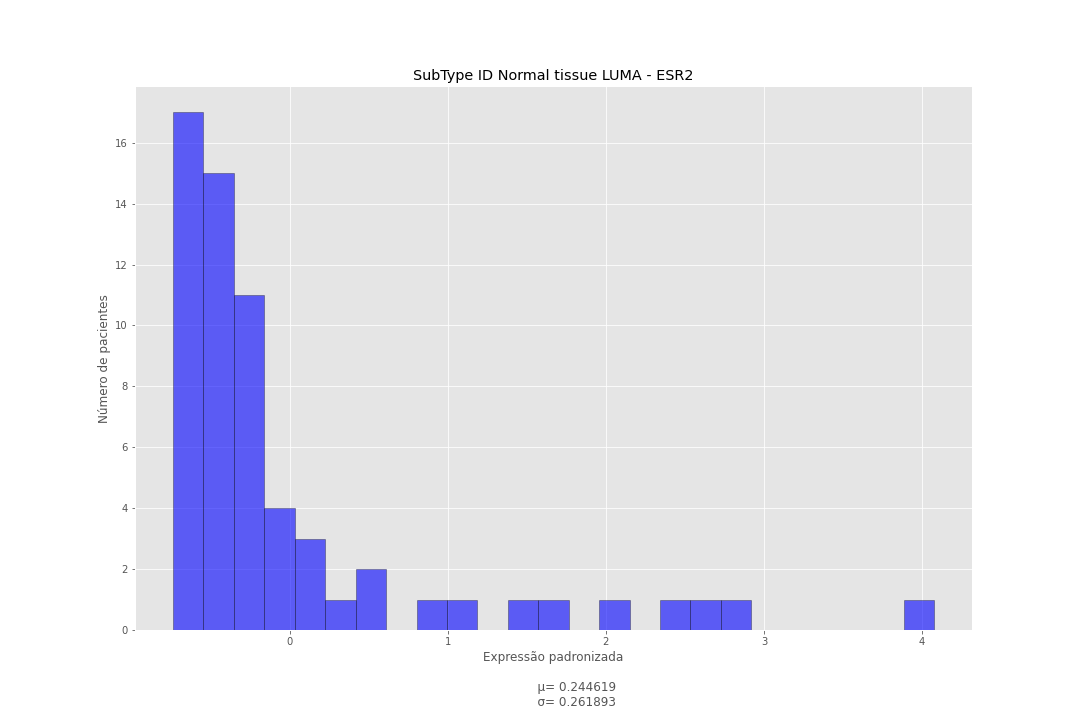 SubType ID Normal tissue LUMA - ESR2
16
14
12
10
8
6
4
2
0
Número de pacientes
0 1 2 3 4
Expressão padronizada
μ= 0.244619
σ= 0.261893